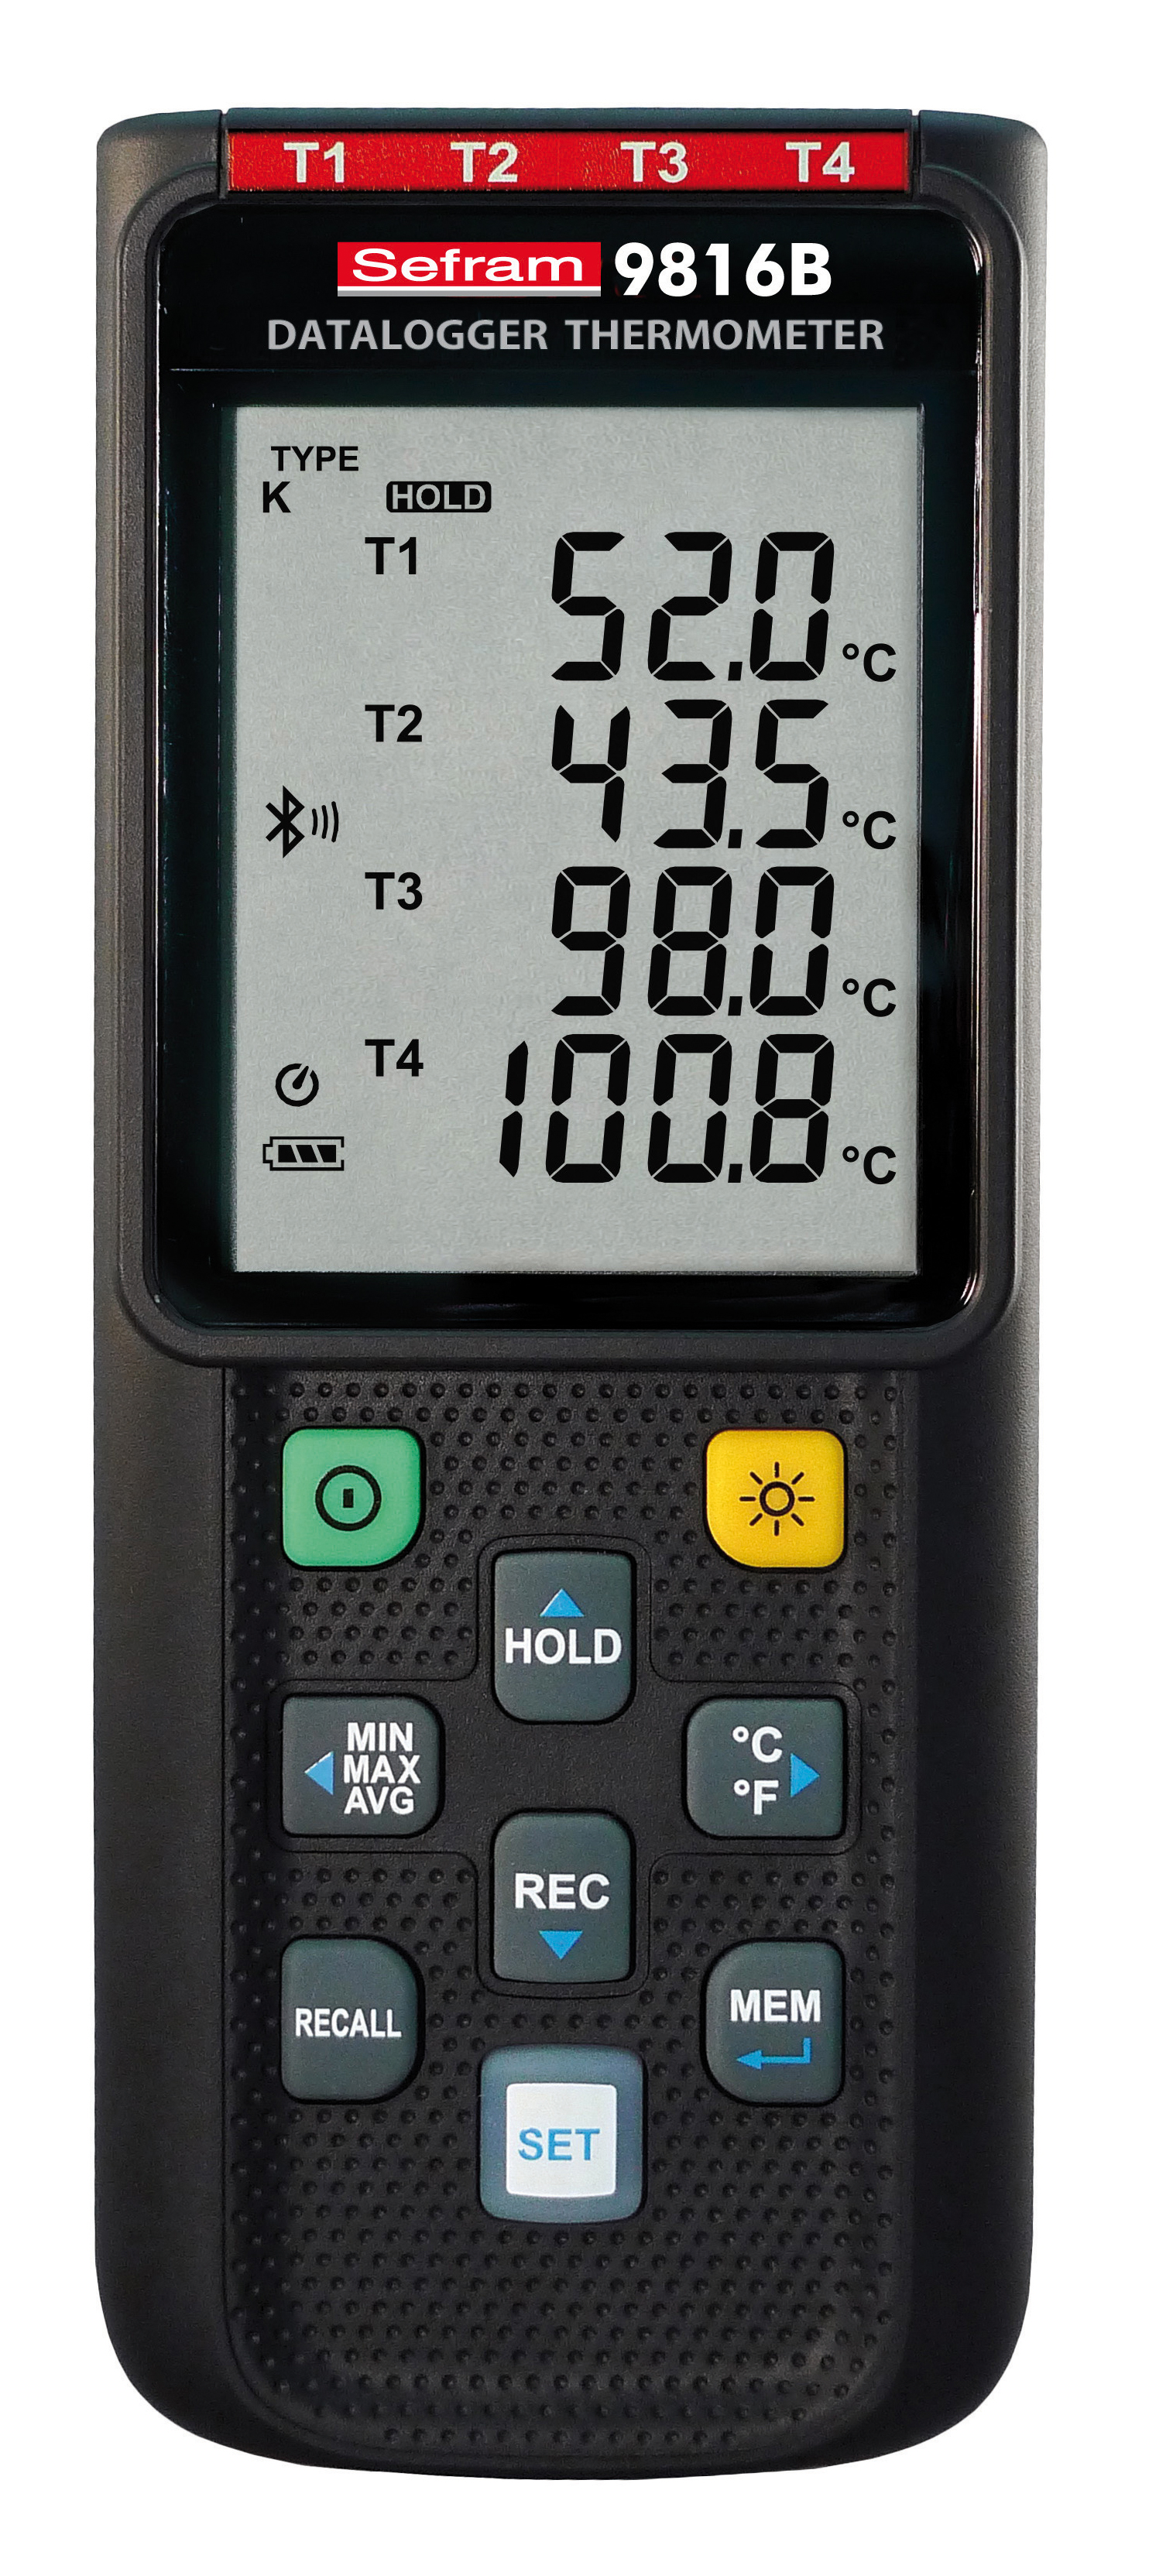 T1 T2 T3 T4
Sefram 9816B
DATALOGGER THERMOMETER
TYPE
K HOLD
T1 52.0 °C
T2 43.5 °C
T3 98.0 °C
T4 100.8 °C
HOLD
MIN
MAX
AVG
°C
°F
REC
RECALL
MEM
SET